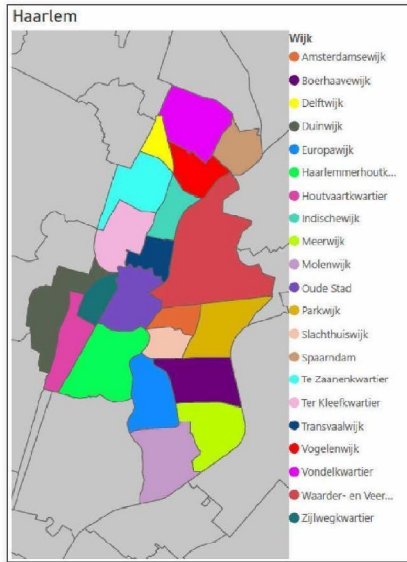 Haarlem
Wijk
Amsterdamsewijk
Boerhaavewijk
Delftwijk
Duinwijk
Europawijk
Haarlemmerhoutk...
Houtvaartkwartier
Indischewijk
Meerwijk
Molenwijk
Oude Stad
Parkwijk
Slachthuiswijk
Spaarndam
Te Zaanenkwartier
Ter Kleefkwartier
Transvaalwijk
Vogelenwijk
Vondelkwartier
Waarder- en Veer...
Zijlwegkwartier